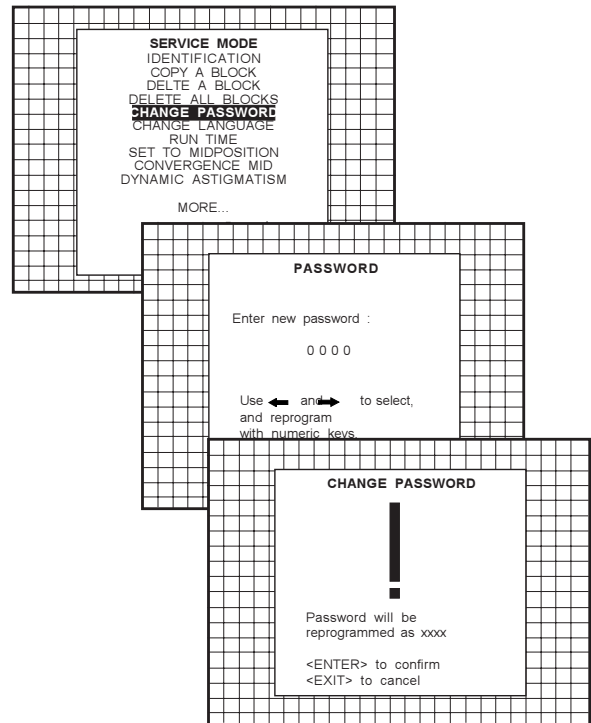 SERVICE MODE
IDENTIFICATION
COPY A BLOCK
DELTE A BLOCK
DELETE ALL BLOCKS
CHANGE PASSWORD
CHANGE LANGUAGE
RUN TIME
SET TO MIDPOSITION
CONVERGENCE MID
DYNAMIC ASTIGMATISM
MORE...
PASSWORD
Enter new password :
0 0 0 0
Use and to select,
and reprogram
with numeric keys.
CHANGE PASSWORD
!
Password will be
reprogrammed as xxxx
<ENTER> to confirm
<EXIT> to cancel